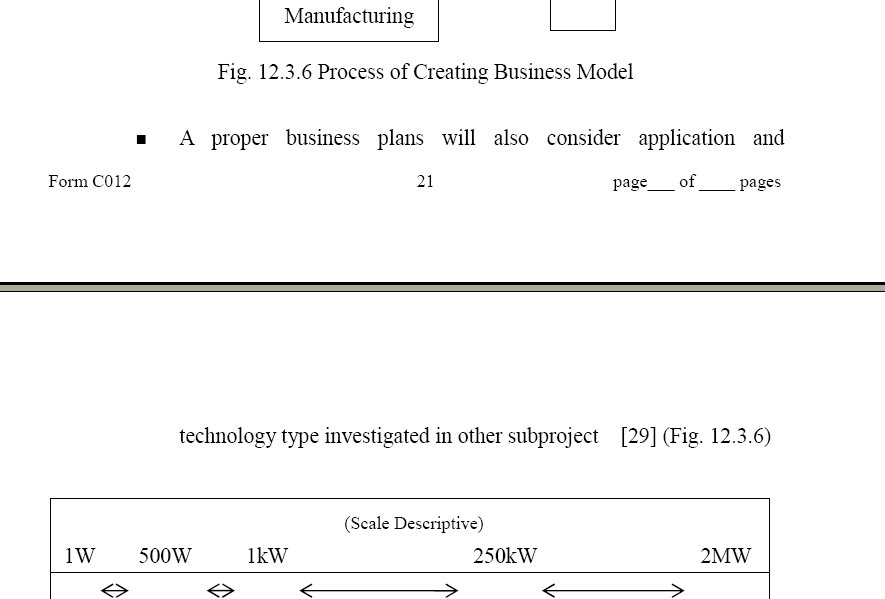 Manufacturing
Fig. 12.3.6 Process of Creating Business Model
■ A proper business plans will also consider application and
Form C012 21 page___ of ____ pages
technology type investigated in other subproject [29] (Fig. 12.3.6)
(Scale Descriptive)
1W 500W 1kW 250kW 2MW